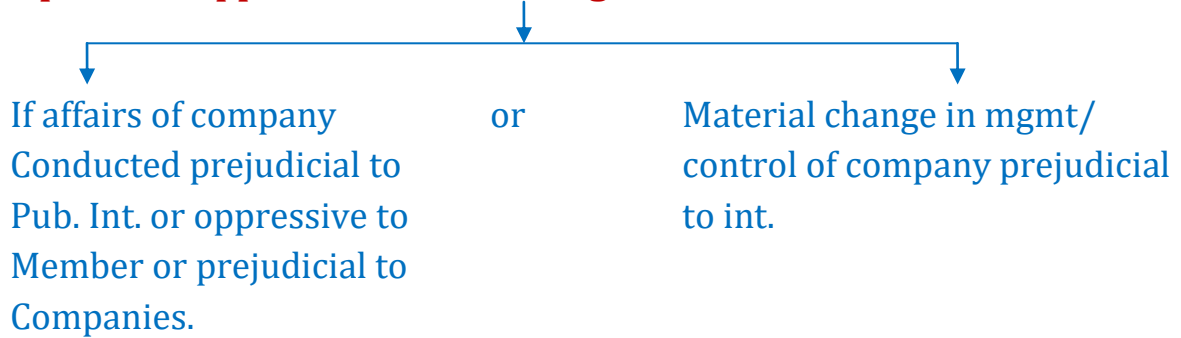 If affairs of company
Conducted prejudicial to
Pub. Int. or oppressive to
Member or prejudicial to
Companies.
or
Material change in mgmt/
control of company prejudicial
to int.